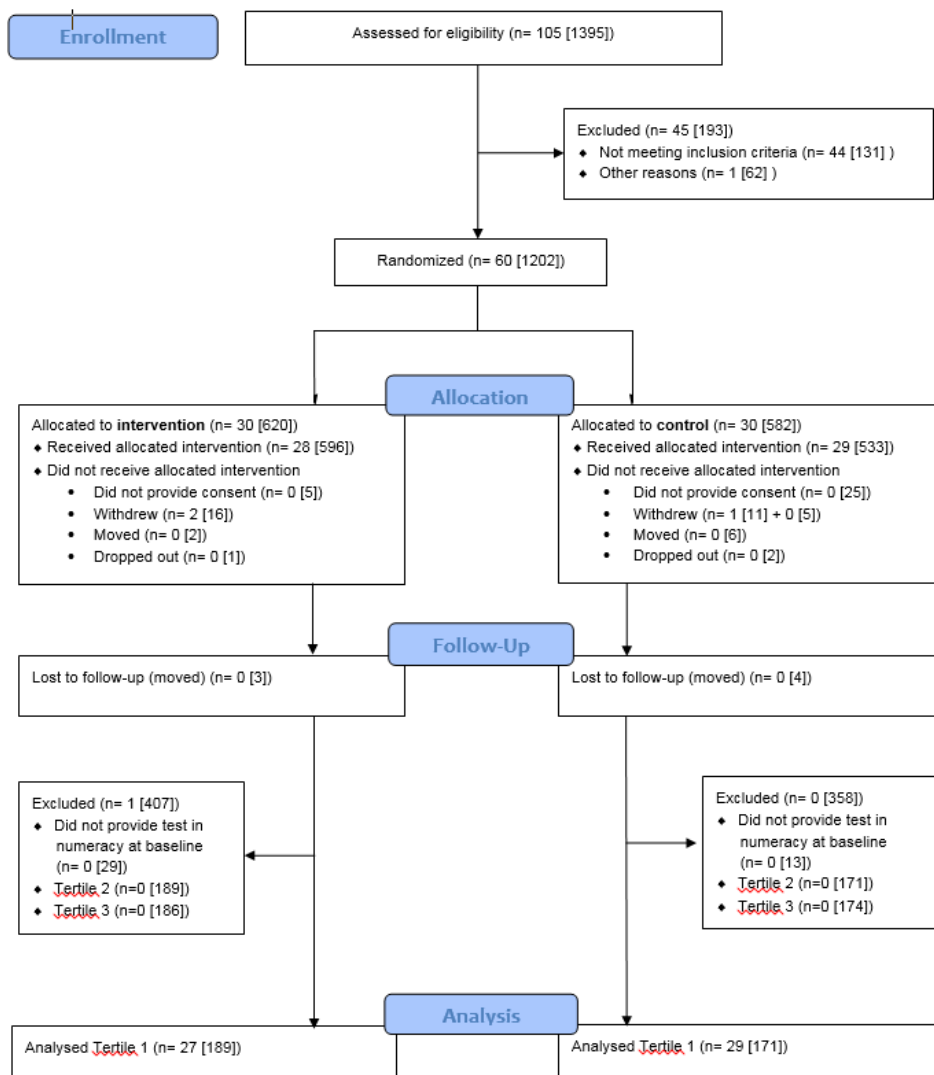 Enrollment
Assessed for eligibility (n= 105 [1395])
Excluded (n= 45 [193])
⬥ Not meeting inclusion criteria (n= 44 [131] )
⬥ Other reasons (n= 1 [62] )
Randomized (n= 60 [1202])
Allocation
Allocated to intervention (n= 30 [620])
⬥ Received allocated intervention (n= 28 [596])
⬥ Did not receive allocated intervention
• Did not provide consent (n= 0 [5])
• Withdrew (n= 2 [16])
• Moved (n= 0 [2])
• Dropped out (n= 0 [1])
Allocated to control (n= 30 [582])
⬥ Received allocated intervention (n= 29 [533])
⬥ Did not receive allocated intervention
• Did not provide consent (n= 0 [25])
• Withdrew (n= 1 [11] + 0 [5])
• Moved (n= 0 [6])
• Dropped out (n= 0 [2])
Follow-Up
Lost to follow-up (moved) (n= 0 [3])
Lost to follow-up (moved) (n= 0 [4])
Excluded (n= 1 [407])
⬥ Did not provide test in
numeracy at baseline
(n= 0 [29])
⬥ Tertile 2 (n=0 [189])
⬥ Tertile 3 (n=0 [186])
Excluded (n= 0 [358])
⬥ Did not provide test in
numeracy at baseline
(n= 0 [13])
⬥ Tertile 2 (n=0 [171])
⬥ Tertile 3 (n=0 [174])
Analysis
Analysed Tertile 1 (n= 27 [189])
Analysed Tertile 1 (n= 29 [171])